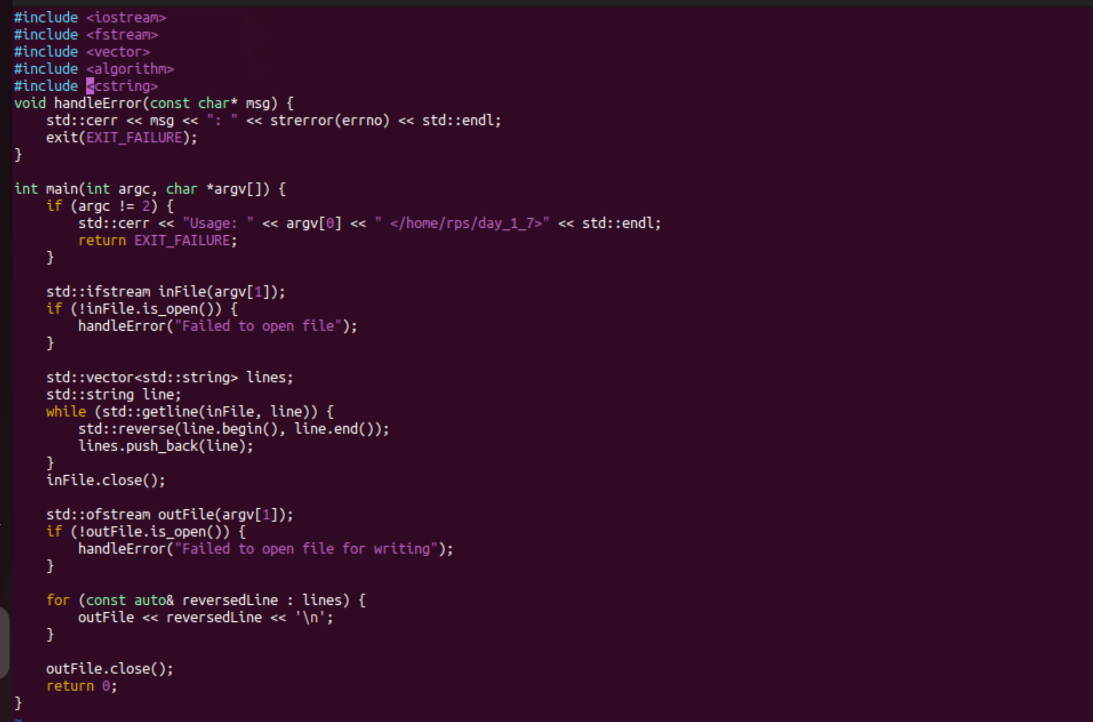 #include <iostream>
#include <fstream>
#include <vector>
#include <algorithm>
#include <cstring>
void handleError(const char* msg) {
    std::cerr << msg << ": " << strerror(errno) << std::endl;
    exit(EXIT_FAILURE);
}

int main(int argc, char *argv[]) {
    if (argc != 2) {
        std::cerr << "Usage: " << argv[0] << " </home/rps/day_1_7>" << std::endl;
        return EXIT_FAILURE;
    }

    std::ifstream inFile(argv[1]);
    if (!inFile.is_open()) {
        handleError("Failed to open file");
    }

    std::vector<std::string> lines;
    std::string line;
    while (std::getline(inFile, line)) {
        std::reverse(line.begin(), line.end());
        lines.push_back(line);
    }
    inFile.close();

    std::ofstream outFile(argv[1]);
    if (!outFile.is_open()) {
        handleError("Failed to open file for writing");
    }

    for (const auto& reversedLine : lines) {
        outFile << reversedLine << '\n';
    }

    outFile.close();
    return 0;
}
~